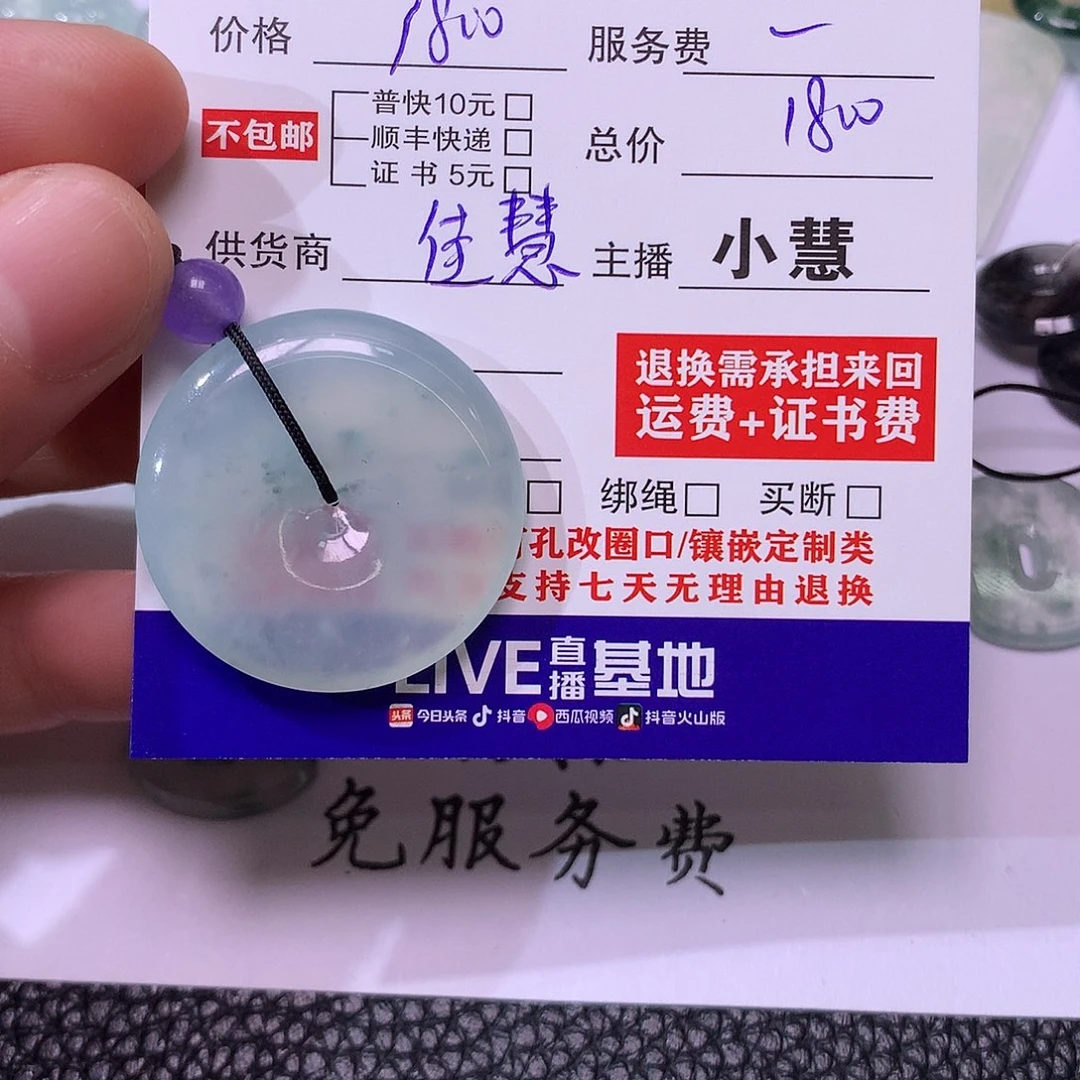 价格 1800 服务费 一
普快10元
不包邮 顺丰快递 总价 1800
证书 5元
供货商 佳慧 主播 小慧
退换需承担来回
运费+证书费
绑绳 买断
孔改圈口/镶嵌定制类
支持七天无理由退换
LIVE 直播 基地
头条 今日头条 抖音 西瓜视频 抖音火山版
免服务费